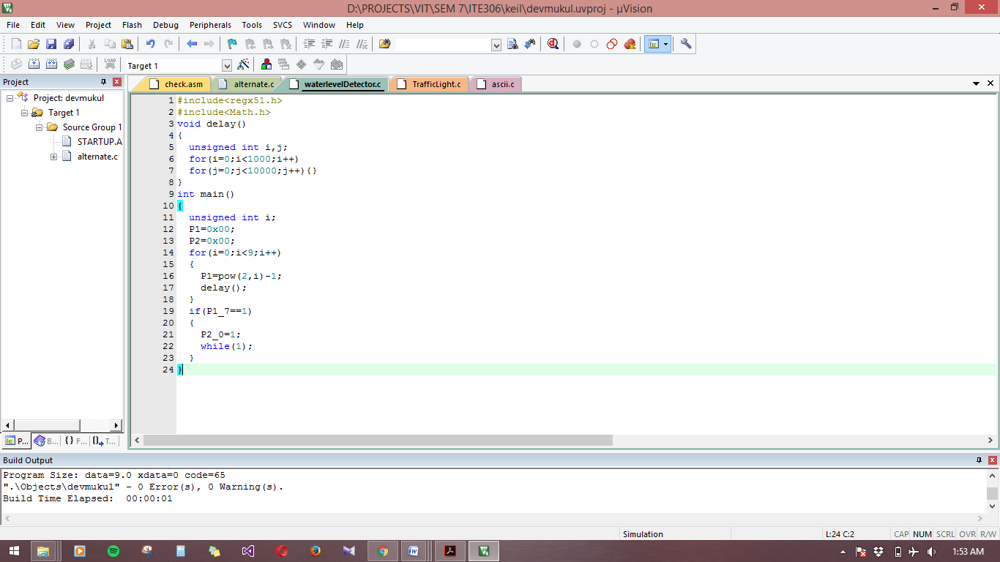 D:\PROJECTS\VIT\SEM 7\ITE306\keil\devmukul.uvproj - µVision
File Edit View Project Flash Debug Peripherals Tools SVCS Window Help
LOAD Target 1
Project
check.asm alternate.c waterlevelDetector.c TrafficLight.c ascii.c
Project: devmukul
Target 1
Source Group 1
STARTUP.A
alternate.c
1 #include<regx51.h>
2 #include<Math.h>
3 void delay()
4 {
5 unsigned int i,j;
6 for(i=0;i<1000;i++)
7 for(j=0;j<10000;j++){}
8 }
9 int main()
10 {
11 unsigned int i;
12 P1=0x00;
13 P2=0x00;
14 for(i=0;i<9;i++)
15 {
16 P1=pow(2,i)-1;
17 delay();
18 }
19 if(P1_7==1)
20 {
21 P2_0=1;
22 while(1);
23 }
24 }
P... B... {} F... T...
Build Output
Program Size: data=9.0 xdata=0 code=65
".\Objects\devmukul" - 0 Error(s), 0 Warning(s).
Build Time Elapsed: 00:00:01
Simulation L:24 C:2 CAP NUM SCRL OVR R/W
1:53 AM